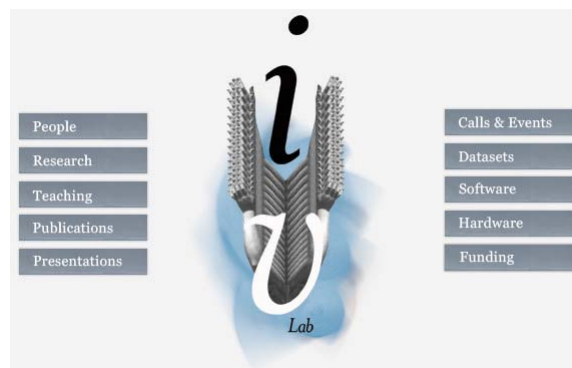 i
People
Research
Teaching
Publications
Presentations
v
Lab
Calls & Events
Datasets
Software
Hardware
Funding